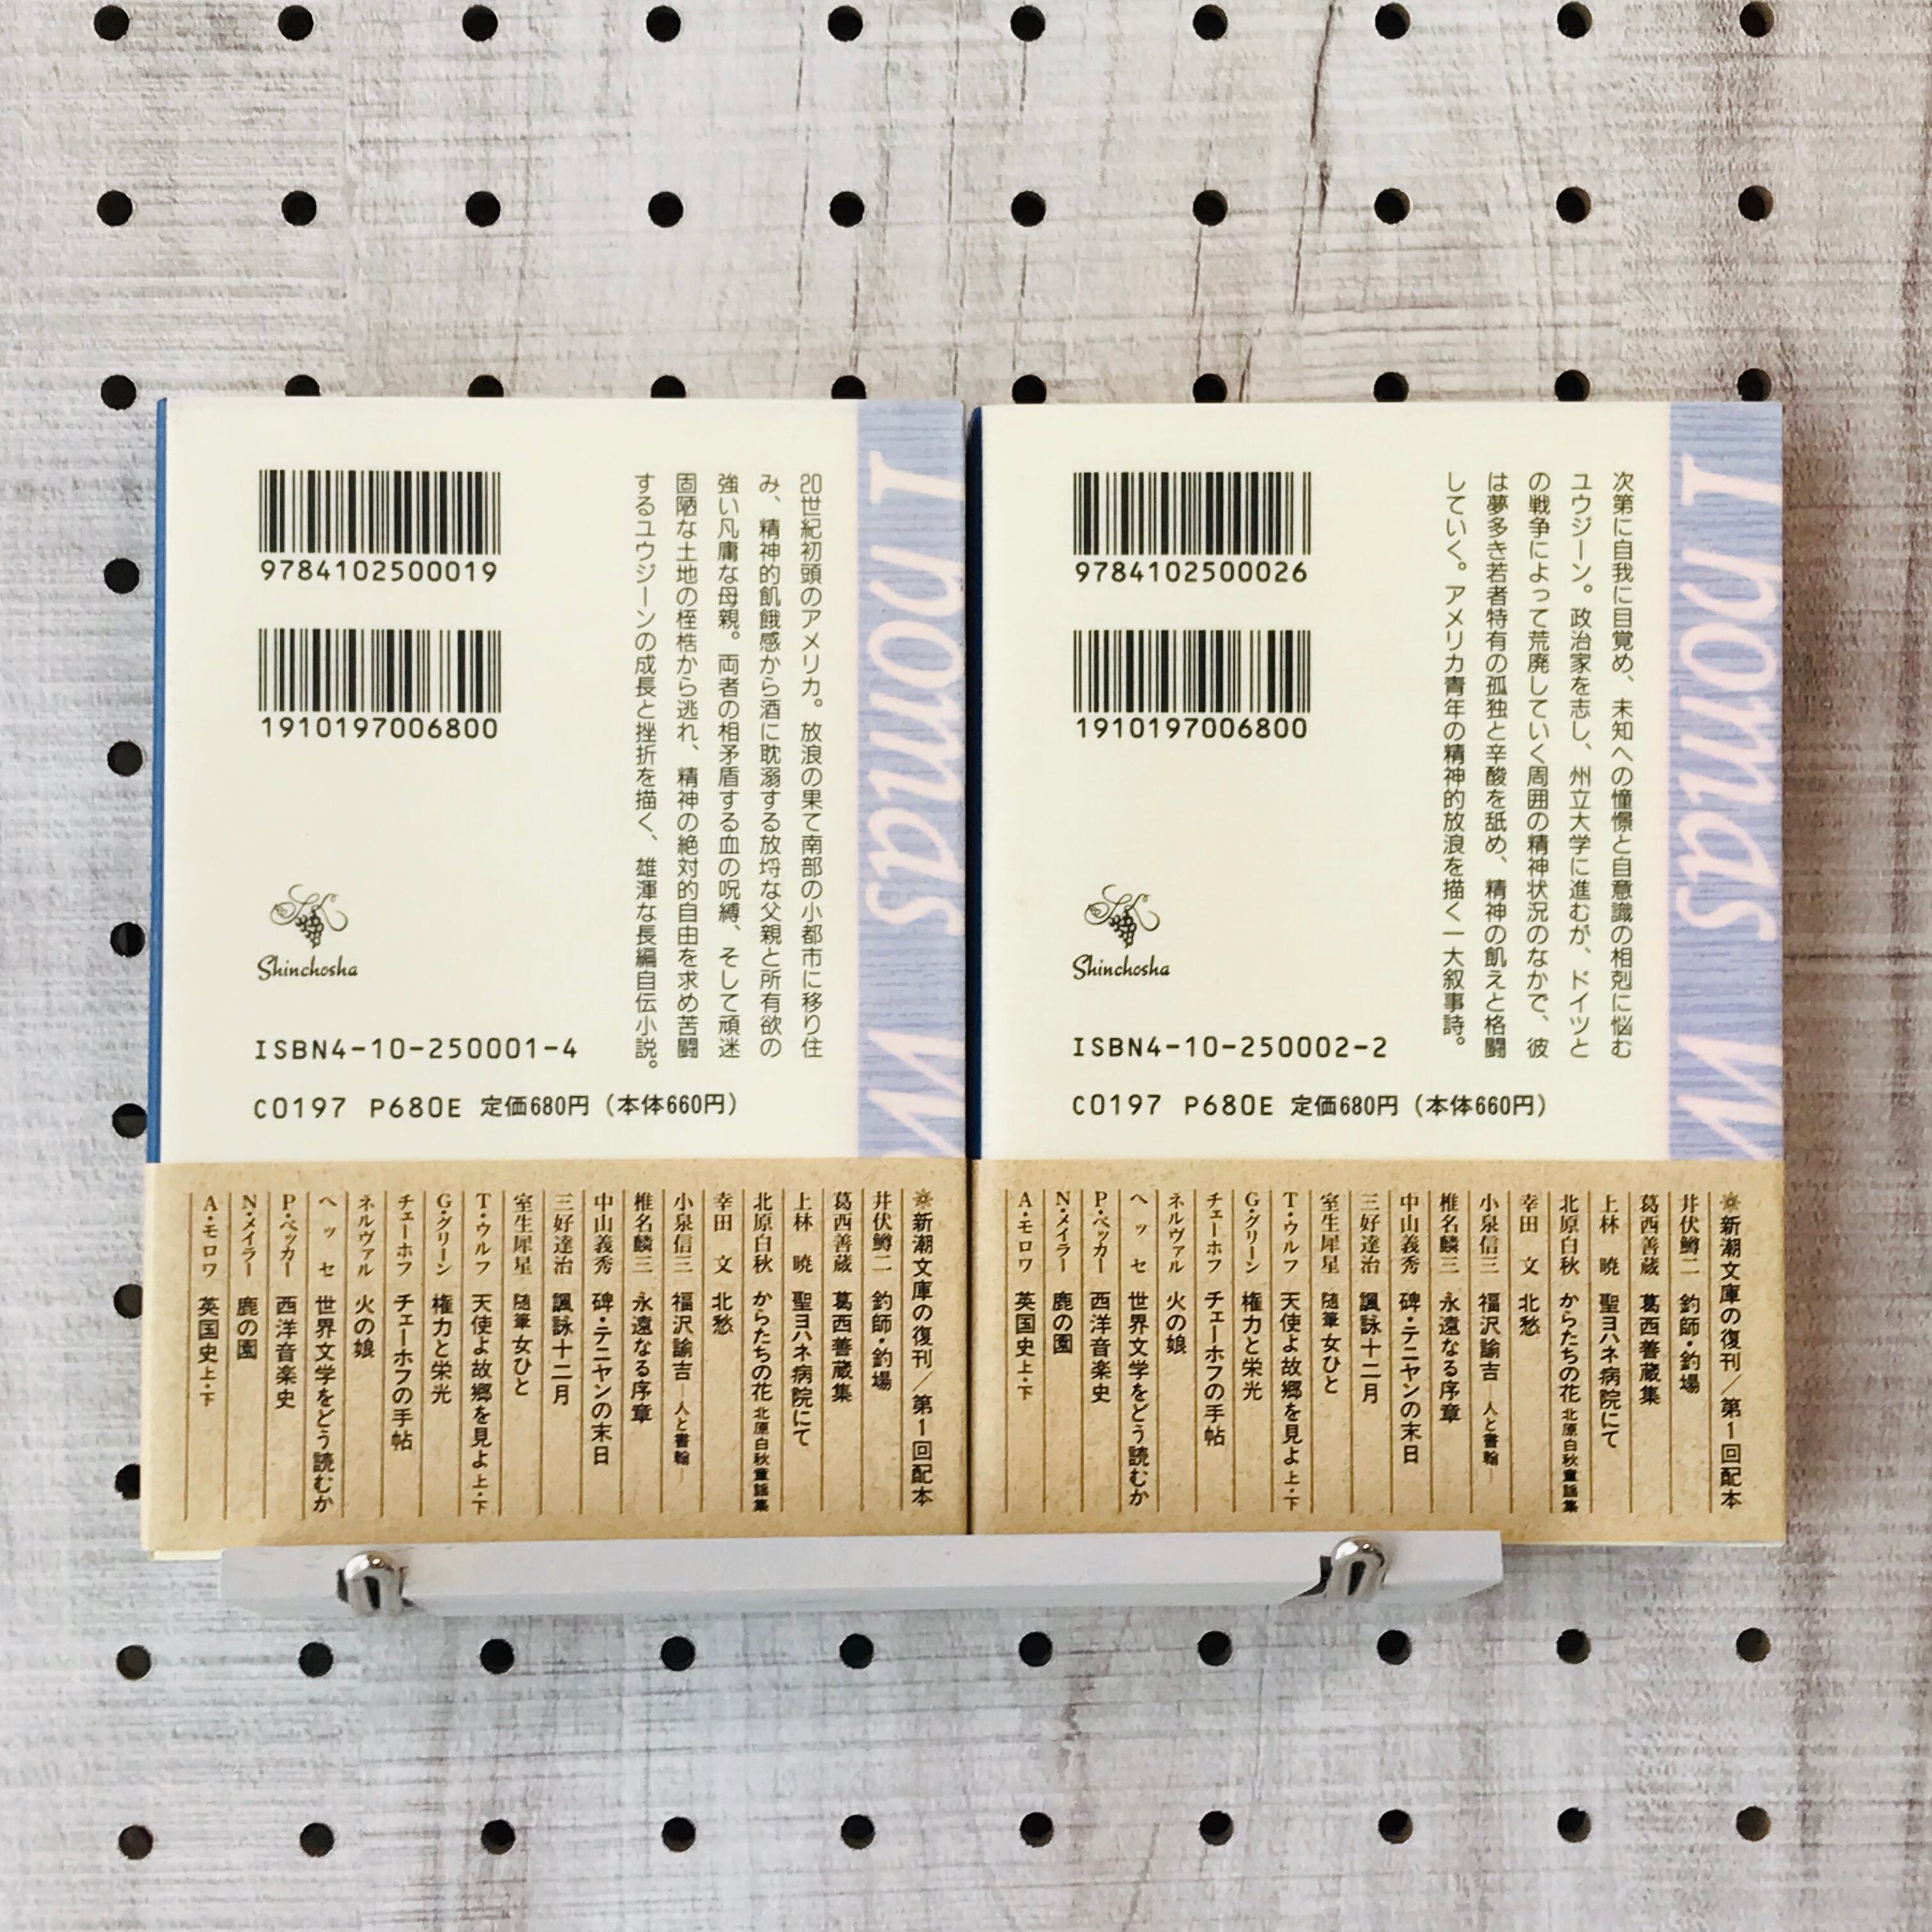 Thomas W
20世紀初頭のアメリカ。放浪の果て南部の小都市に移り住
み、精神的飢餓感から酒に耽溺する放埒な父親と所有欲の
強い凡庸な母親。両者の相矛盾する血の呪縛、そして頑迷
固陋な土地の桎梏から逃れ、精神の絶対的自由を求め苦闘
するユウジーンの成長と挫折を描く、雄渾な長編自伝小説。
9784102500019
1910197006800
Shinchosha
ISBN4-10-250001-4
C0197 P680E 定価680円(本体660円)
新潮文庫の復刊/第1回配本
井伏鱒二 釣師・釣場
葛西善蔵 葛西善蔵集
上林 暁 聖ヨハネ病院にて
北原白秋 からたちの花 北原白秋童謡集
幸田 文 北愁
小泉信三 福沢諭吉―人と書翰―
椎名麟三 永遠なる序章
中山義秀 碑・テニヤンの末日
三好達治 諷詠十二月
室生犀星 随筆 女ひと
T・ウルフ 天使よ故郷を見よ 上・下
G・グリーン 権力と栄光
チェーホフ チェーホフの手帖
ネルヴァル 火の娘
ヘッセ 世界文学をどう読むか
P・ベッカー 西洋音楽史
N・メイラー 鹿の園
A・モロワ 英国史 上・下
Thomas W
次第に自我に目覚め、未知への憧憬と自意識の相剋に悩む
ユウジーン。政治家を志し、州立大学に進むが、ドイツと
の戦争によって荒廃していく周囲の精神状況のなかで、彼
は夢多き若者特有の孤独と辛酸を舐め、精神の飢えと格闘
していく。アメリカ青年の精神的放浪を描く一大叙事詩。
9784102500026
1910197006800
Shinchosha
ISBN4-10-250002-2
C0197 P680E 定価680円(本体660円)
新潮文庫の復刊/第1回配本
井伏鱒二 釣師・釣場
葛西善蔵 葛西善蔵集
上林 暁 聖ヨハネ病院にて
北原白秋 からたちの花 北原白秋童謡集
幸田 文 北愁
小泉信三 福沢諭吉―人と書翰―
椎名麟三 永遠なる序章
中山義秀 碑・テニヤンの末日
三好達治 諷詠十二月
室生犀星 随筆 女ひと
T・ウルフ 天使よ故郷を見よ 上・下
G・グリーン 権力と栄光
チェーホフ チェーホフの手帖
ネルヴァル 火の娘
ヘッセ 世界文学をどう読むか
P・ベッカー 西洋音楽史
N・メイラー 鹿の園
A・モロワ 英国史 上・下